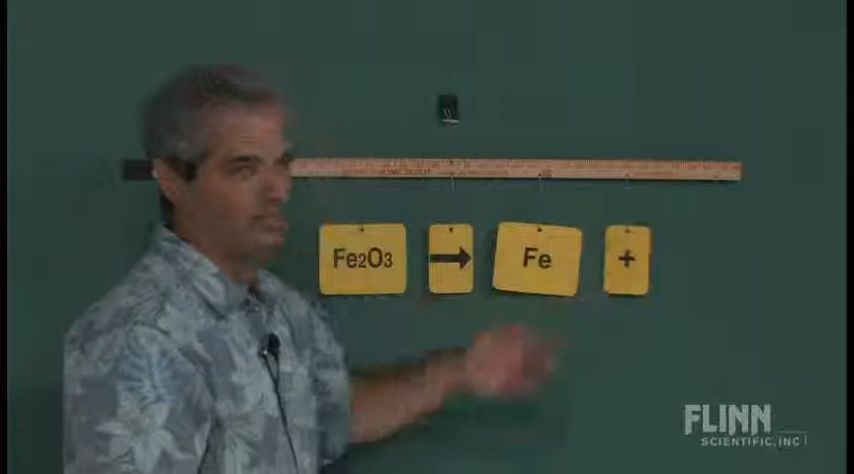 Fe2O3 → Fe +
FLINN
SCIENTIFIC, INC